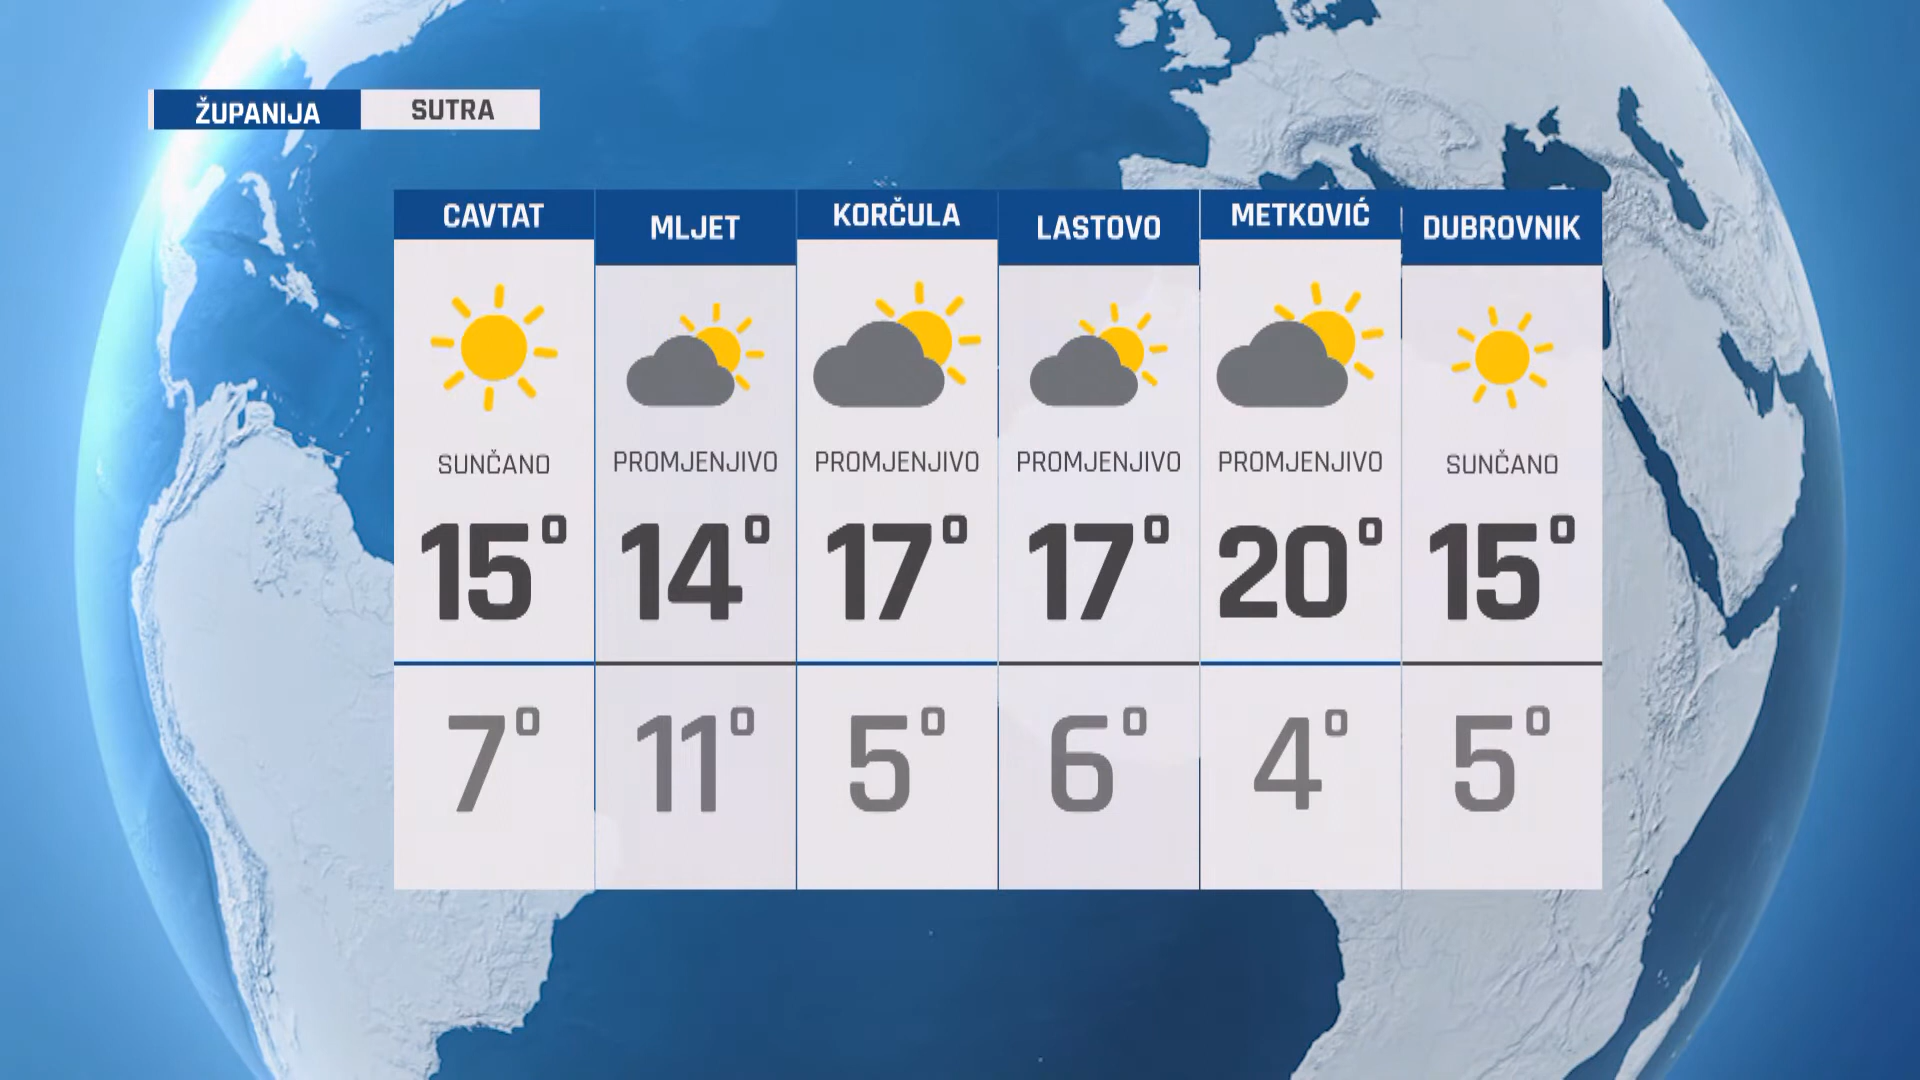 ŽUPANIJA SUTRA
CAVTAT MLJET KORČULA LASTOVO METKOVIĆ DUBROVNIK
SUNČANO PROMJENJIVO PROMJENJIVO PROMJENJIVO PROMJENJIVO SUNČANO
15° 14° 17° 17° 20° 15°
7° 11° 5° 6° 4° 5°